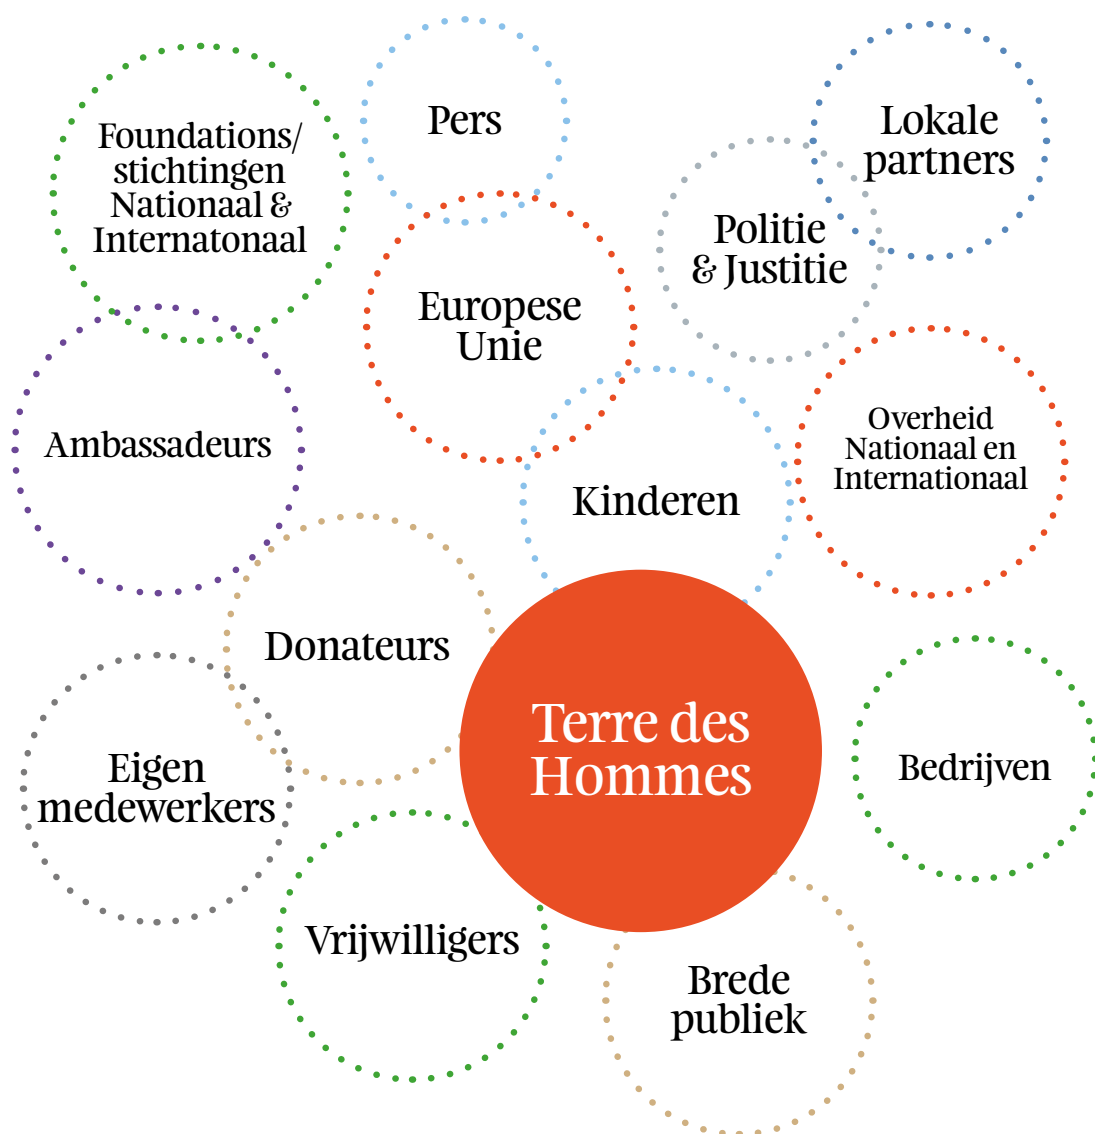 Foundations/
stichtingen
Nationaal &
Internatonaal
Pers
Lokale
partners
Politie
& Justitie
Europese
Unie
Ambassadeurs
Kinderen
Overheid
Nationaal en
Internationaal
Donateurs
Terre des
Hommes
Bedrijven
Eigen
medewerkers
Vrijwilligers
Brede
publiek